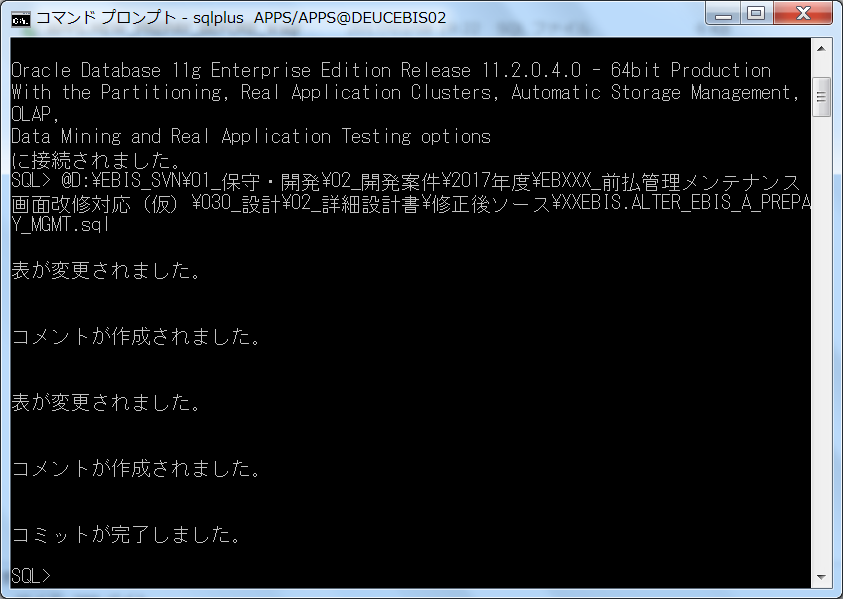 コマンド プロンプト - sqlplus  APPS/APPS@DEUCEBIS02
Oracle Database 11g Enterprise Edition Release 11.2.0.4.0 - 64bit Production
With the Partitioning, Real Application Clusters, Automatic Storage Management,
OLAP,
Data Mining and Real Application Testing options
に接続されました。
SQL> @D:¥EBIS_SVN¥01_保守・開発¥02_開発案件¥2017年度¥EBXXX_前払管理メンテナンス
画面改修対応（仮）¥030_設計¥02_詳細設計書¥修正後ソース¥XXEBIS.ALTER_EBIS_A_PREPA
Y_MGMT.sql
表が変更されました。
コメントが作成されました。
表が変更されました。
コメントが作成されました。
コミットが完了しました。
SQL>